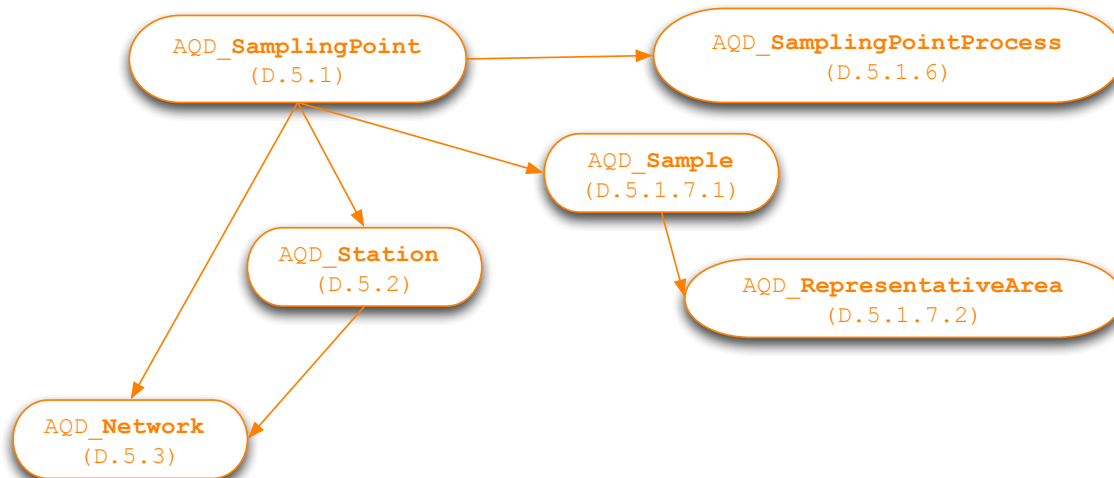 AQD_SamplingPoint
(D.5.1)
AQD_SamplingPointProcess
(D.5.1.6)
AQD_Sample
(D.5.1.7.1)
AQD_Station
(D.5.2)
AQD_RepresentativeArea
(D.5.1.7.2)
AQD_Network
(D.5.3)